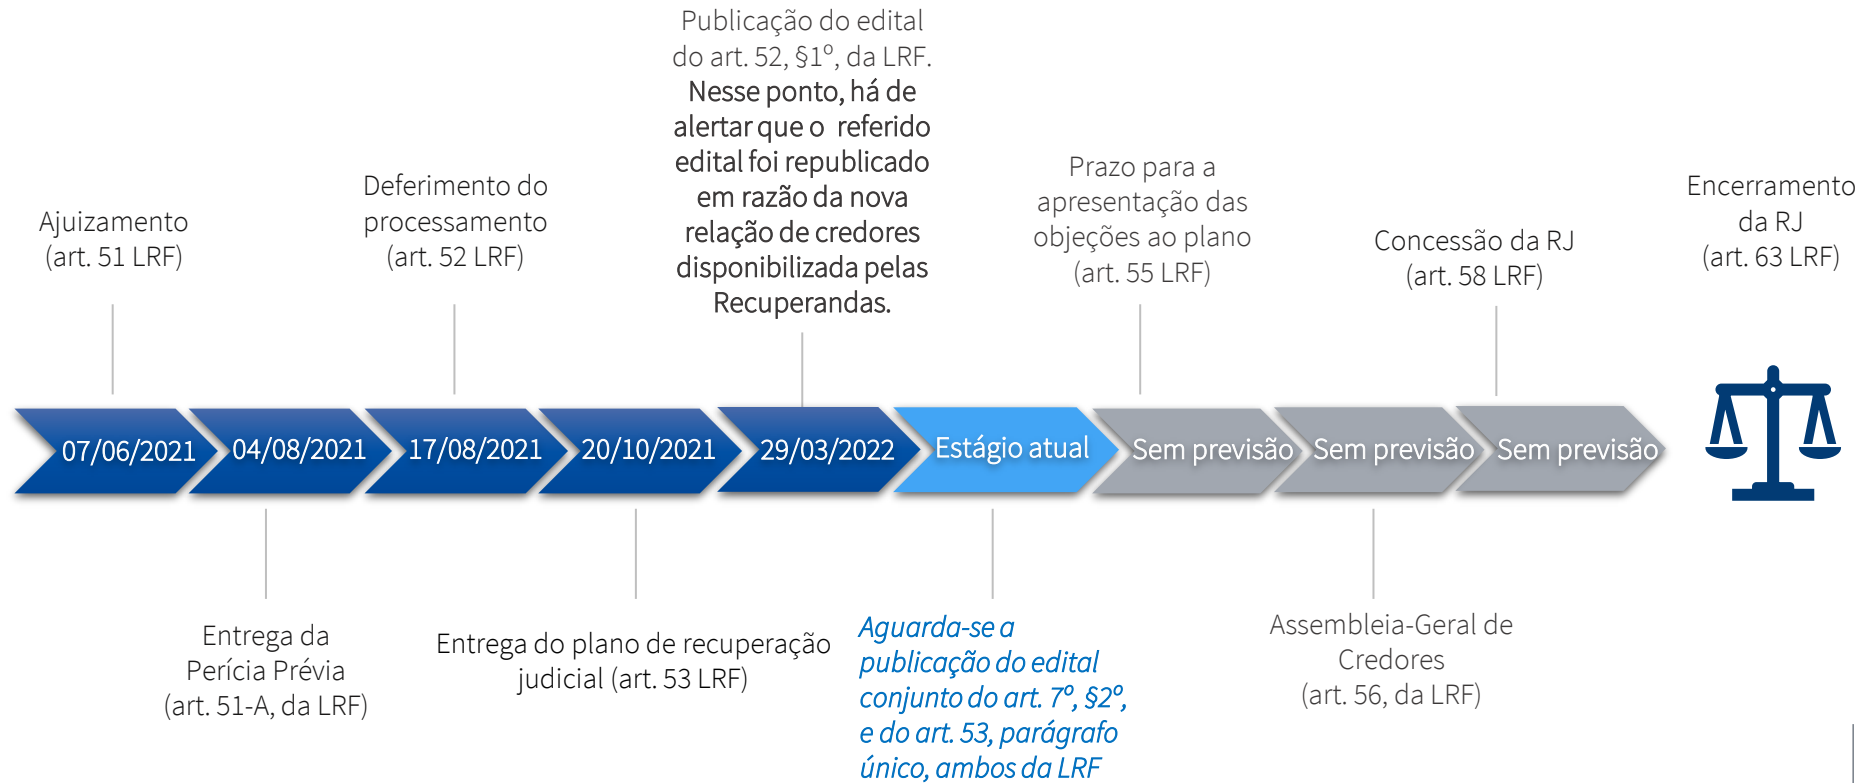 Publicação do edital
do art. 52, §1º, da LRF.
Nesse ponto, há de
alertar que o referido
edital foi republicado
em razão da nova
relação de credores
disponibilizada pelas
Recuperandas.
Ajuizamento
(art. 51 LRF)
Deferimento do
processamento
(art. 52 LRF)
Prazo para a
apresentação das
objeções ao plano
(art. 55 LRF)
Concessão da RJ
(art. 58 LRF)
Encerramento
da RJ
(art. 63 LRF)
07/06/2021
04/08/2021
17/08/2021
20/10/2021
29/03/2022
Estágio atual
Sem previsão
Sem previsão
Sem previsão
Entrega da
Perícia Prévia
(art. 51-A, da LRF)
Entrega do plano de recuperação
judicial (art. 53 LRF)
Aguarda-se a
publicação do edital
conjunto do art. 7º, §2º,
e do art. 53, parágrafo
único, ambos da LRF
Assembleia-Geral de
Credores
(art. 56, da LRF)